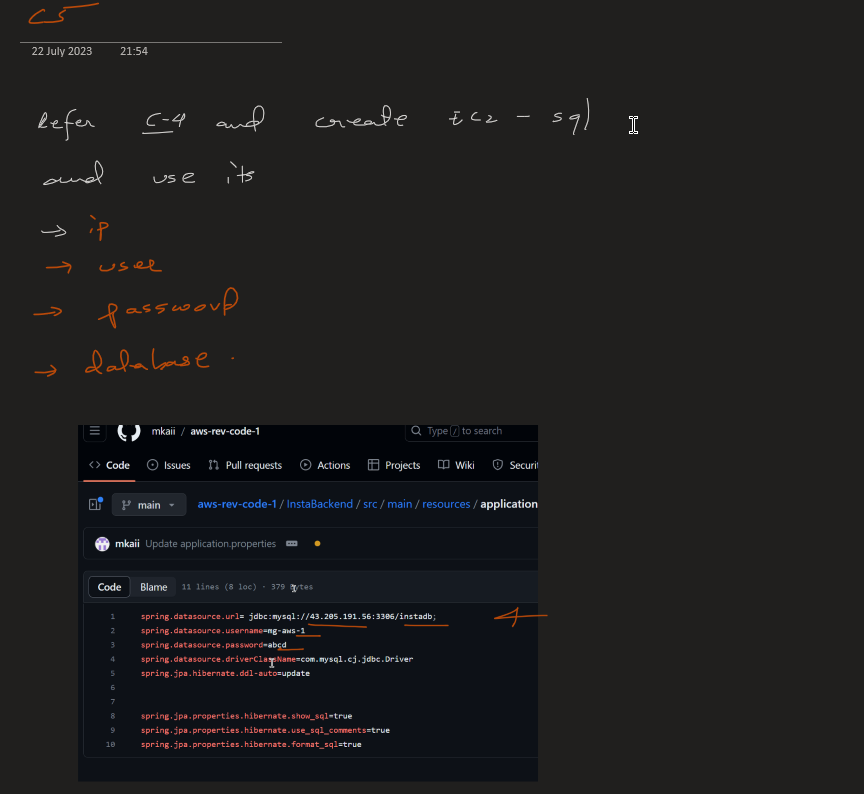 C5
22 July 2023 21:54
Refer C-4 and create EC2 - sql
and use its
→ ip
→ user
→ password
→ database.
mkaii / aws-rev-code-1
Type / to search
Code Issues Pull requests Actions Projects Wiki Securit
main aws-rev-code-1 / InstaBackend / src / main / resources / application
mkaii Update application.properties
Code Blame 11 lines (8 loc) · 379 Bytes
1 spring.datasource.url= jdbc:mysql://43.205.191.56:3306/instadb;
2 spring.datasource.username=mg-aws-1
3 spring.datasource.password=abcd
4 spring.datasource.driverClassName=com.mysql.cj.jdbc.Driver
5 spring.jpa.hibernate.ddl-auto=update
6
7
8 spring.jpa.properties.hibernate.show_sql=true
9 spring.jpa.properties.hibernate.use_sql_comments=true
10 spring.jpa.properties.hibernate.format_sql=true